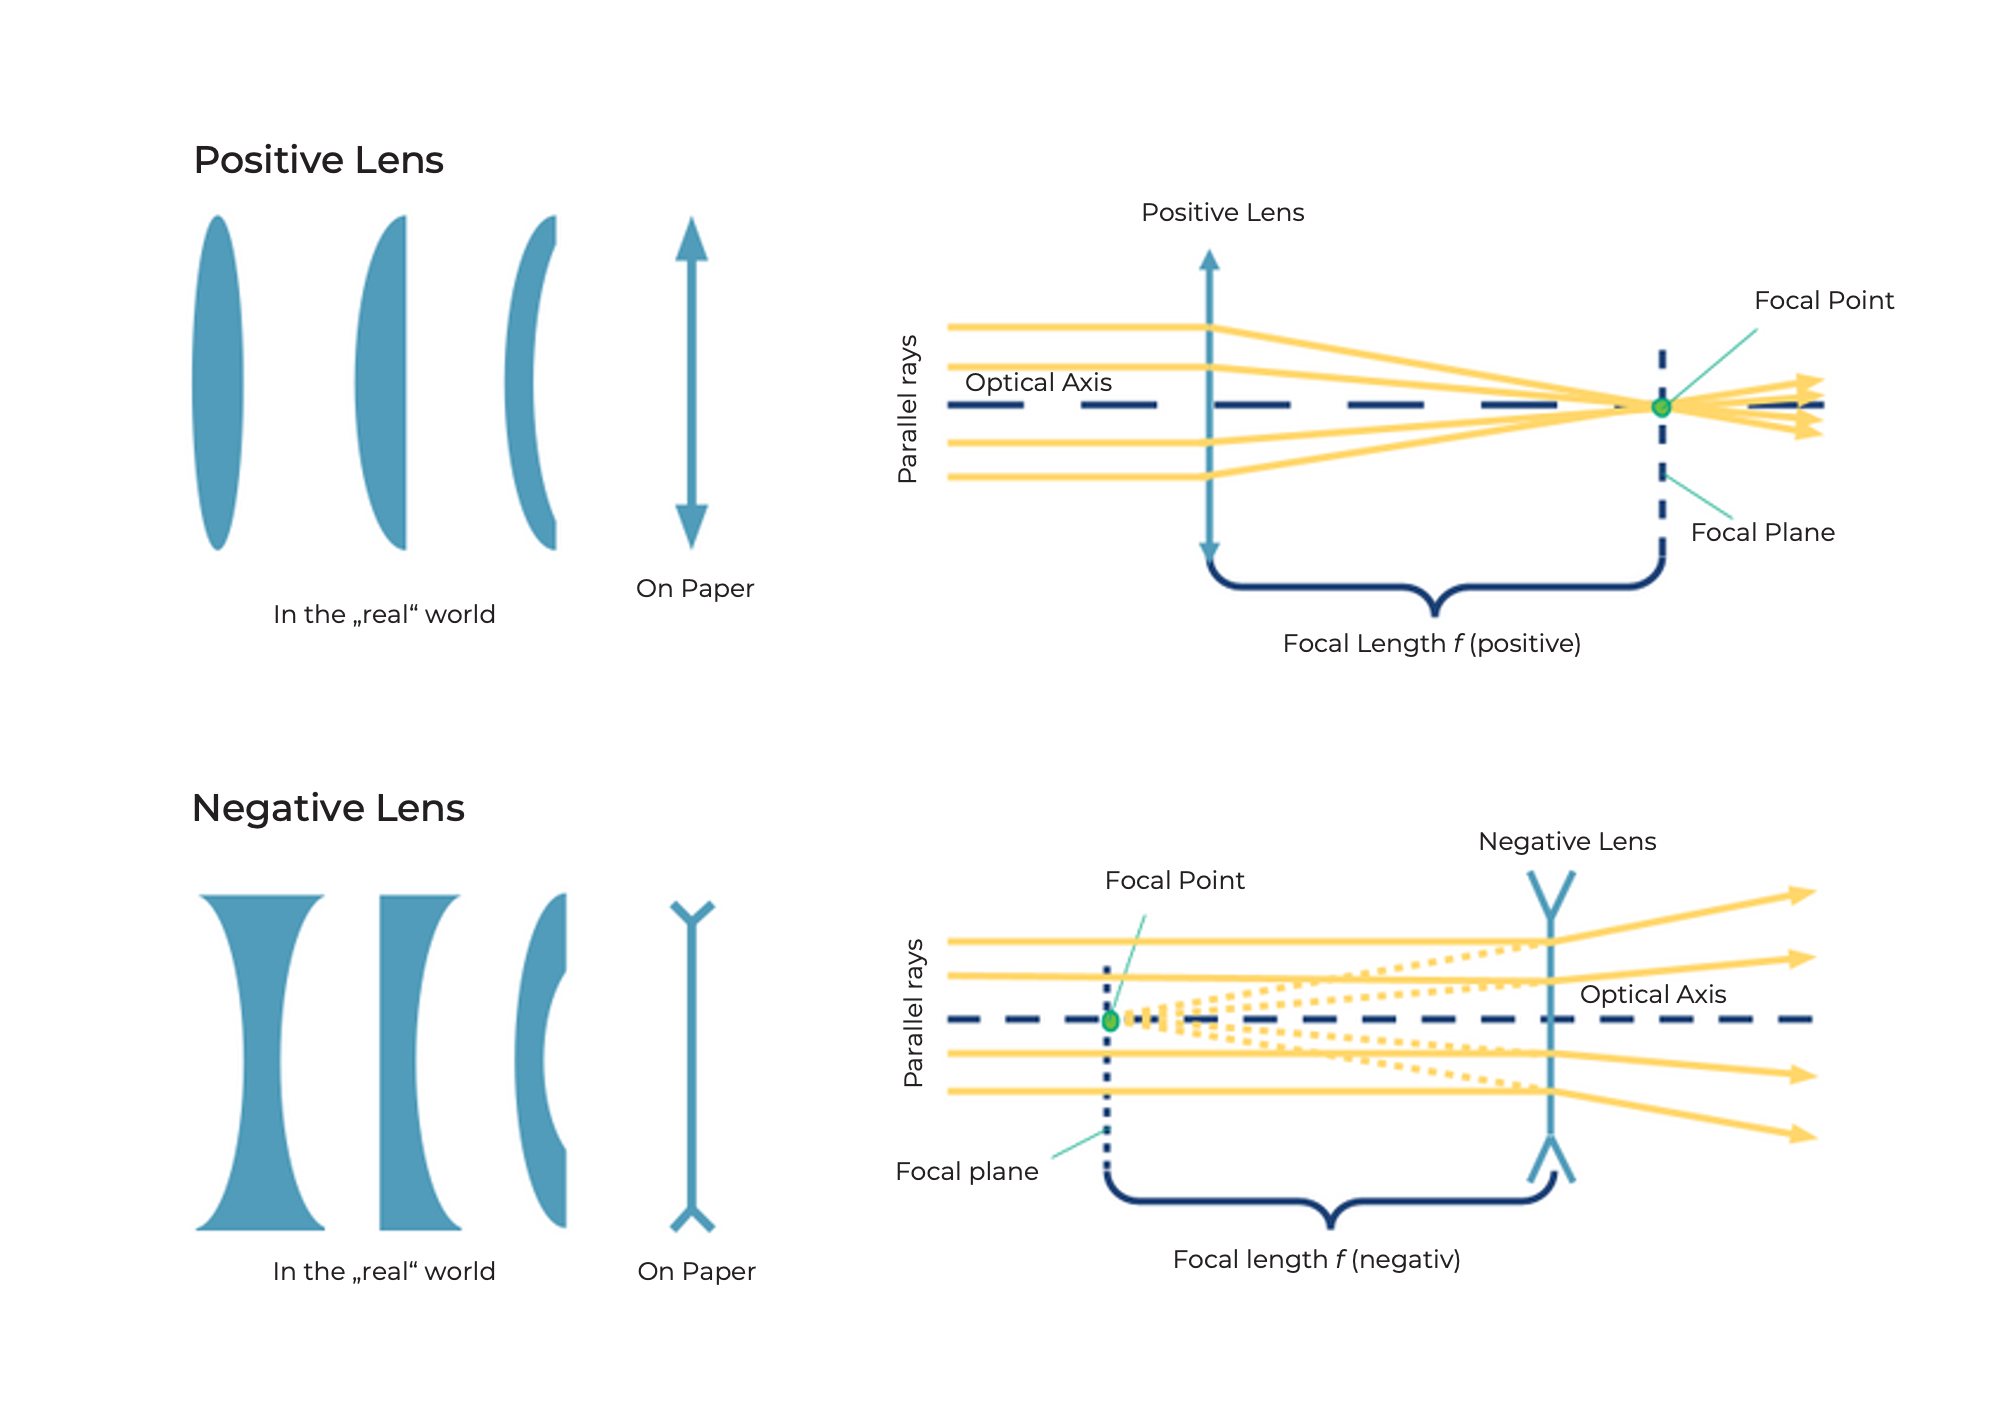 Positive Lens
In the „real“ world
On Paper
Positive Lens
Parallel rays
Optical Axis
Focal Point
Focal Plane
Focal Length f (positive)
Negative Lens
In the „real“ world
On Paper
Negative Lens
Focal Point
Parallel rays
Optical Axis
Focal plane
Focal length f (negativ)